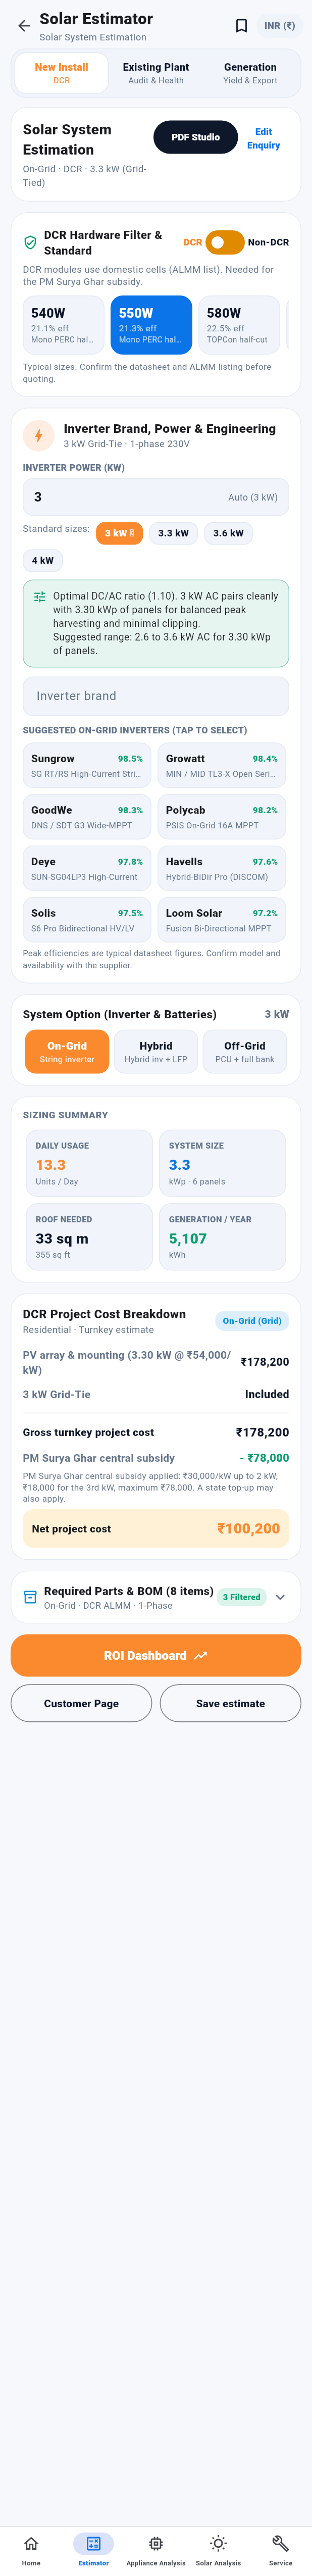 Solar Estimator
Solar System Estimation
INR (₹)
New Install
DCR
Existing Plant
Audit & Health
Generation
Yield & Export
Solar System
Estimation
On-Grid · DCR · 3.3 kW (Grid-
Tied)
PDF Studio
Edit
Enquiry
DCR Hardware Filter &
Standard
DCR
Non-DCR
DCR modules use domestic cells (ALMM list). Needed for
the PM Surya Ghar subsidy.
540W
21.1% eff
Mono PERC hal...
550W
21.3% eff
Mono PERC hal...
580W
22.5% eff
TOPCon half-cut
Typical sizes. Confirm the datasheet and ALMM listing before
quoting.
Inverter Brand, Power & Engineering
3 kW Grid-Tie · 1-phase 230V
INVERTER POWER (KW)
3
Auto (3 kW)
Standard sizes:
3 kW
3.3 kW
3.6 kW
4 kW
Optimal DC/AC ratio (1.10). 3 kW AC pairs cleanly
with 3.30 kWp of panels for balanced peak
harvesting and minimal clipping.
Suggested range: 2.6 to 3.6 kW AC for 3.30 kWp
of panels.
Inverter brand
SUGGESTED ON-GRID INVERTERS (TAP TO SELECT)
Sungrow
98.5%
SG RT/RS High-Current Stri...
Growatt
98.4%
MIN / MID TL3-X Open Seri...
GoodWe
98.3%
DNS / SDT G3 Wide-MPPT
Polycab
98.2%
PSIS On-Grid 16A MPPT
Deye
97.8%
SUN-SG04LP3 High-Current
Havells
97.6%
Hybrid-BiDir Pro (DISCOM)
Solis
97.5%
S6 Pro Bidirectional HV/LV
Loom Solar
97.2%
Fusion Bi-Directional MPPT
Peak efficiencies are typical datasheet figures. Confirm model and
availability with the supplier.
System Option (Inverter & Batteries)
3 kW
On-Grid
String inverter
Hybrid
Hybrid inv + LFP
Off-Grid
PCU + full bank
SIZING SUMMARY
DAILY USAGE
13.3
Units / Day
SYSTEM SIZE
3.3
kWp · 6 panels
ROOF NEEDED
33 sq m
355 sq ft
GENERATION / YEAR
5,107
kWh
DCR Project Cost Breakdown
Residential · Turnkey estimate
On-Grid (Grid)
PV array & mounting (3.30 kW @ ₹54,000/
kW)
₹178,200
3 kW Grid-Tie
Included
Gross turnkey project cost
₹178,200
PM Surya Ghar central subsidy
- ₹78,000
PM Surya Ghar central subsidy applied: ₹30,000/kW up to 2 kW,
₹18,000 for the 3rd kW, maximum ₹78,000. A state top-up may
also apply.
Net project cost
₹100,200
Required Parts & BOM (8 items)
On-Grid · DCR ALMM · 1-Phase
3 Filtered
ROI Dashboard
Customer Page
Save estimate
Home
Estimator
Appliance Analysis
Solar Analysis
Service